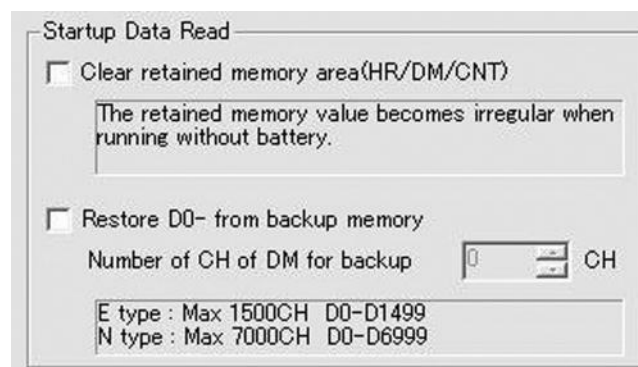 Startup Data Read
Clear retained memory area(HR/DM/CNT)
The retained memory value becomes irregular when
running without battery.
Restore D0- from backup memory
Number of CH of DM for backup 0 CH
E type : Max 1500CH D0-D1499
N type : Max 7000CH D0-D6999